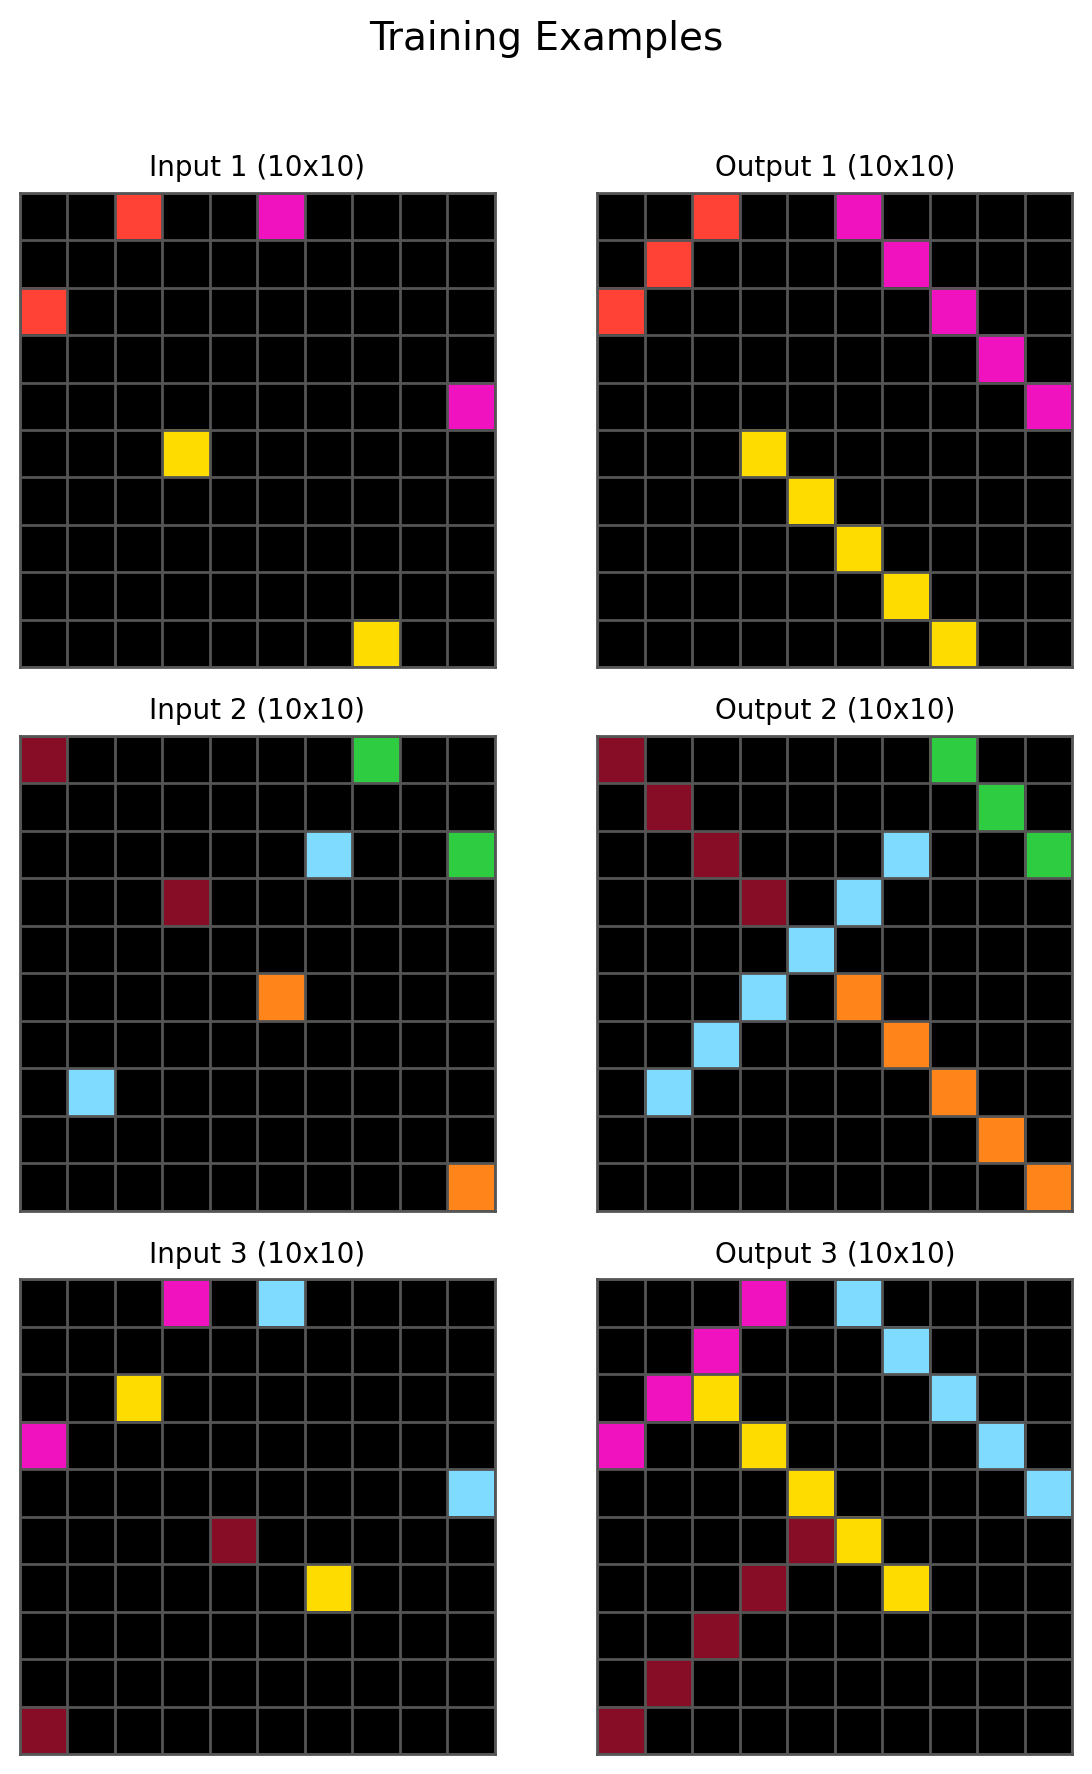 Training Examples
Input 1 (10x10)
Output 1 (10x10)
Input 2 (10x10)
Output 2 (10x10)
Input 3 (10x10)
Output 3 (10x10)